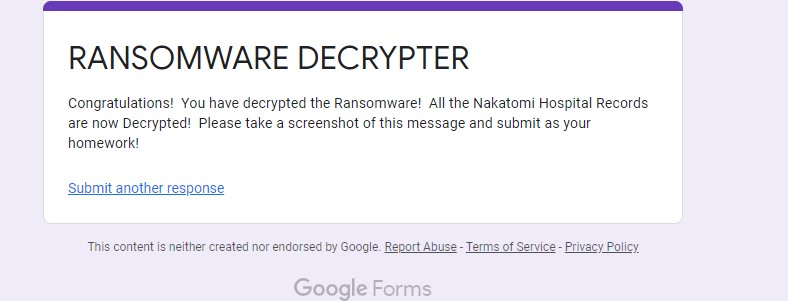 RANSOMWARE DECRYPTER
Congratulations!  You have decrypted the Ransomware!  All the Nakatomi Hospital Records
are now Decrypted!  Please take a screenshot of this message and submit as your
homework!
Submit another response
This content is neither created nor endorsed by Google. Report Abuse - Terms of Service - Privacy Policy
Google Forms